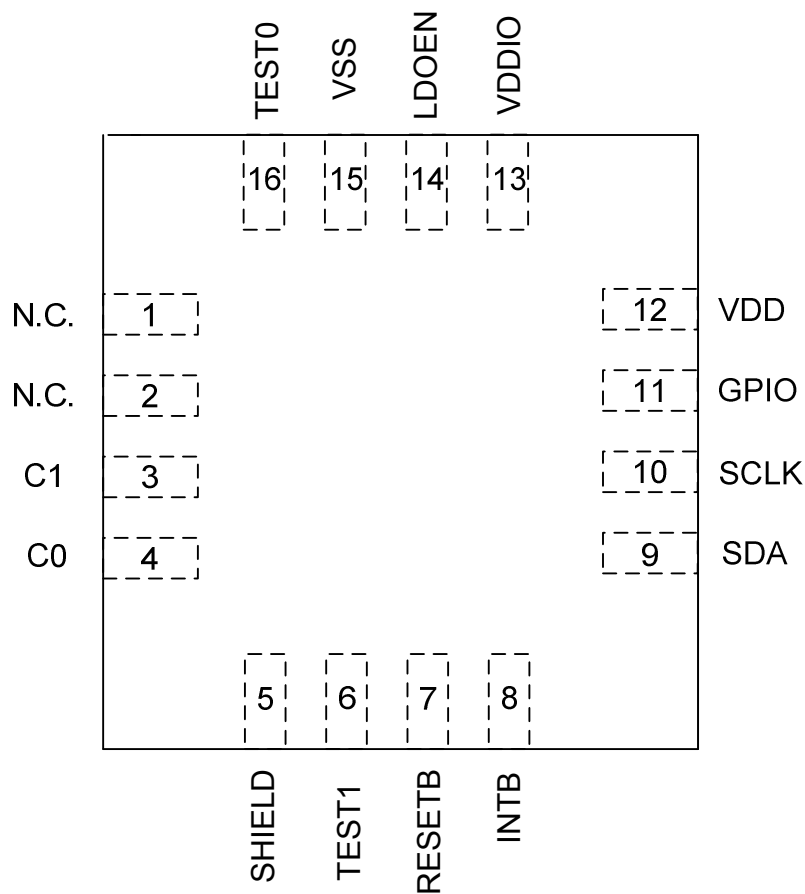 TEST0
VSS
LDOEN
VDDIO
16
15
14
13
N.C.
1
12
VDD
N.C.
2
11
GPIO
C1
3
10
SCLK
C0
4
9
SDA
5
6
7
8
SHIELD
TEST1
RESETB
INTB